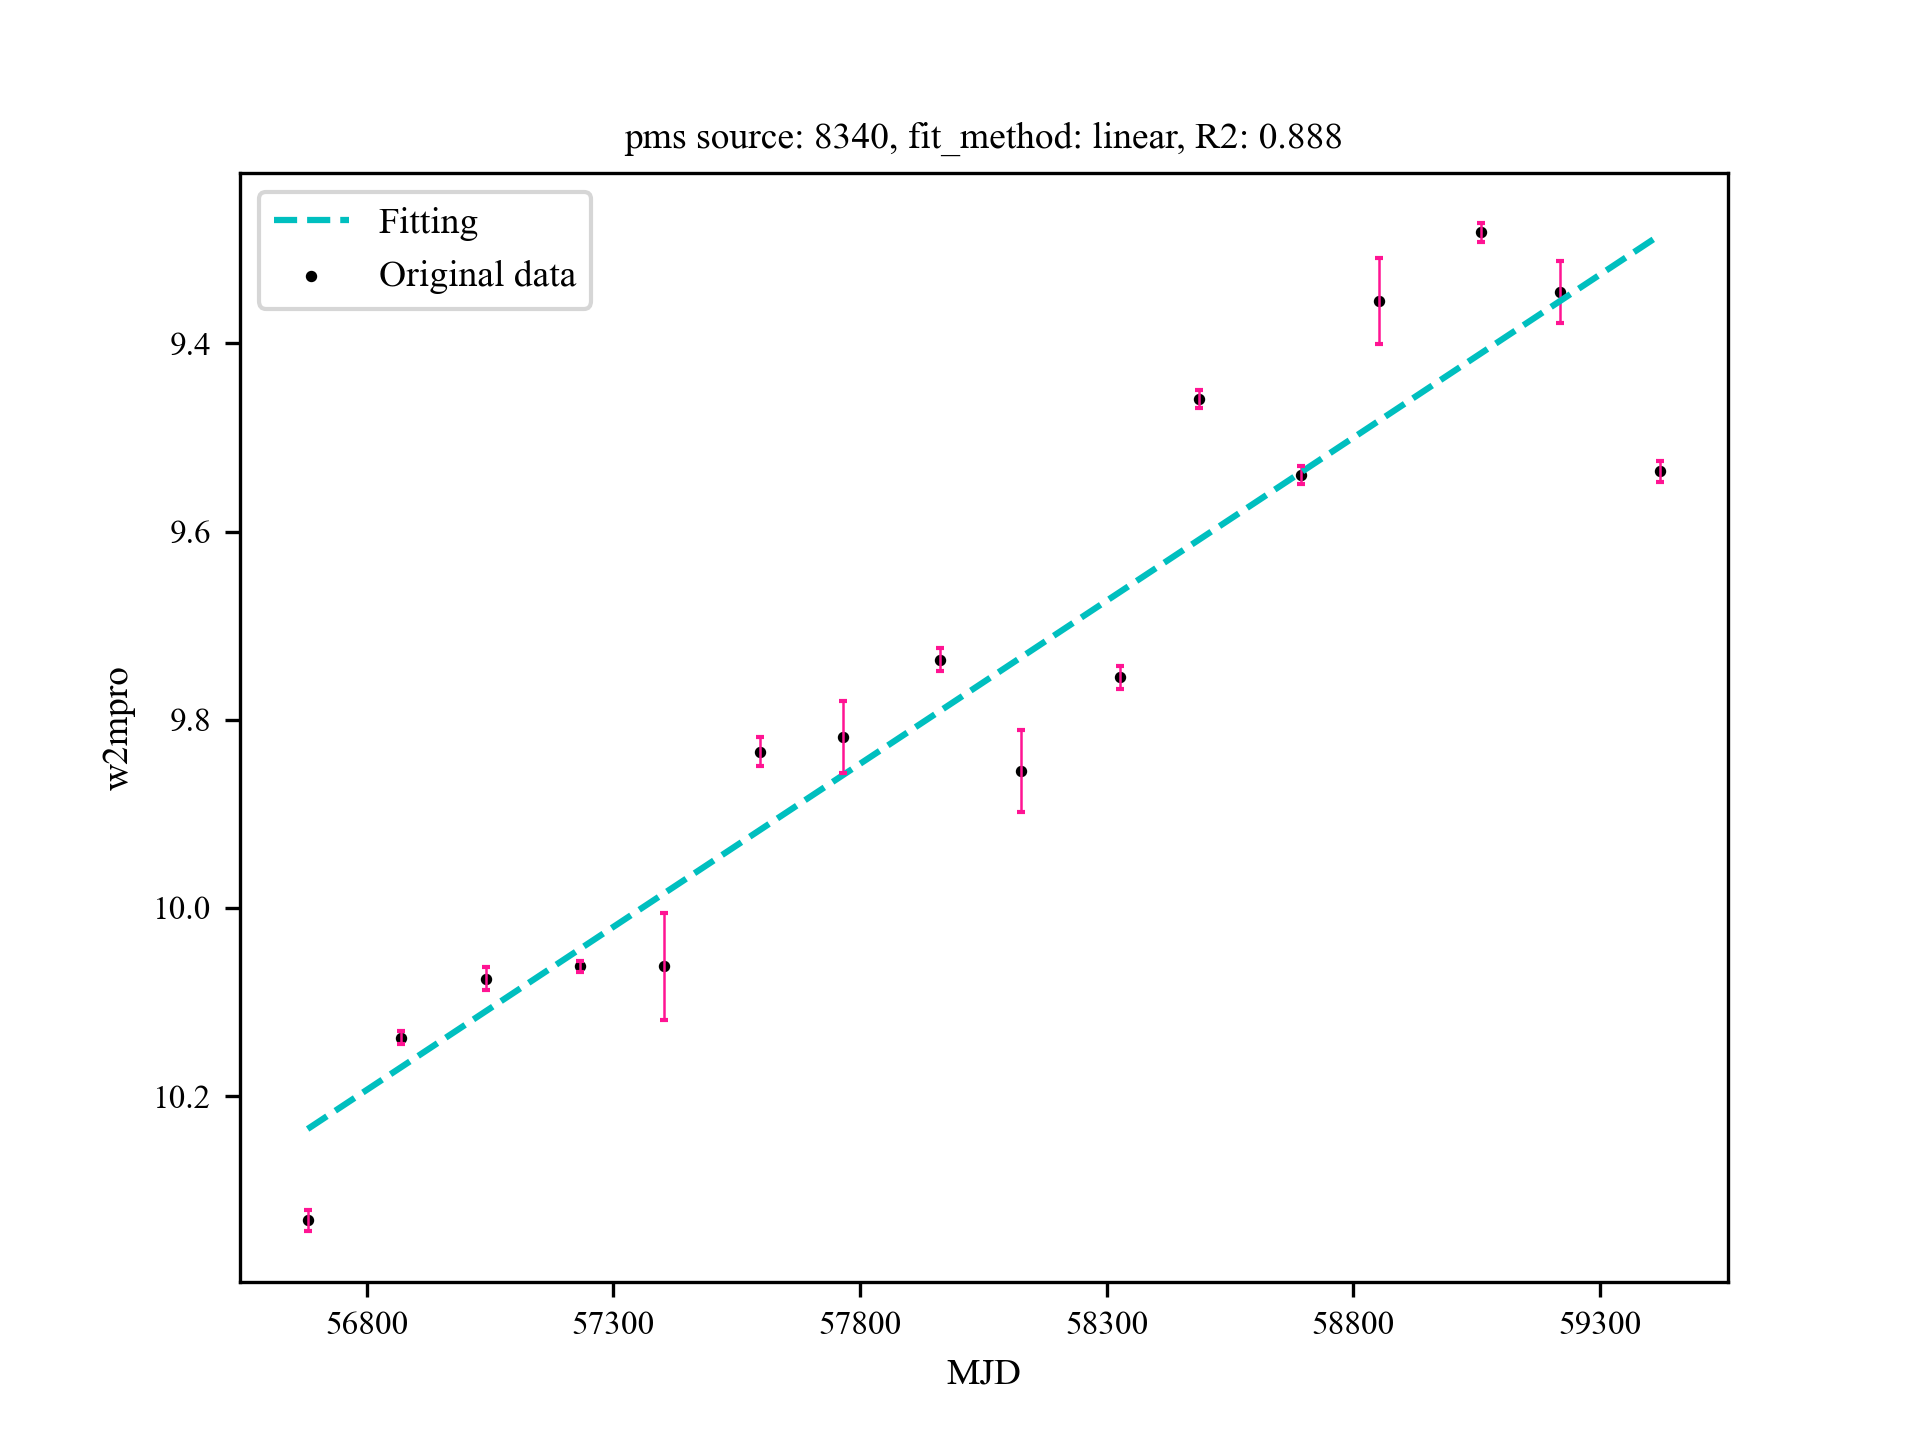 pms source: 8340, fit_method: linear, R2: 0.888
Fitting
Original data
9.4
9.6
9.8
10.0
10.2
w2mpro
56800
57300
57800
58300
58800
59300
MJD